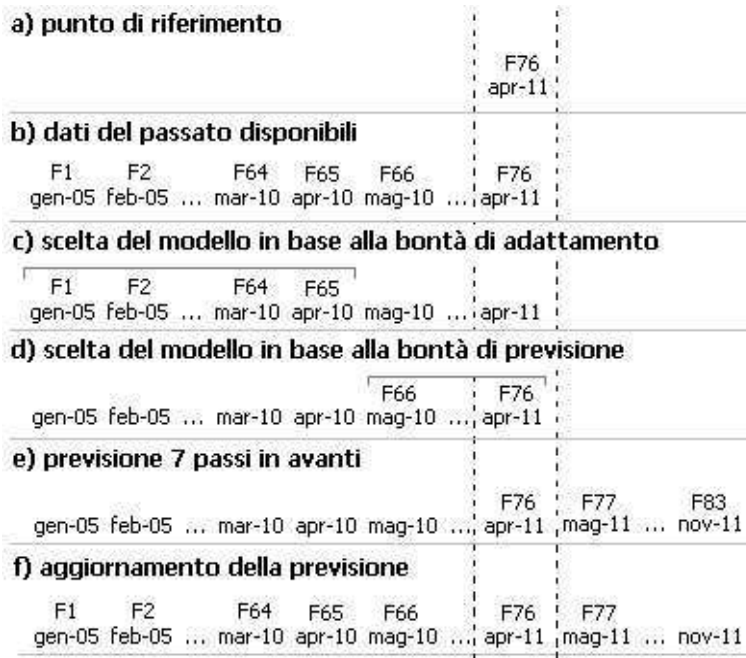 a) punto di riferimento
F76
apr-11
b) dati del passato disponibili
F1 F2 F64 F65 F66 F76
gen-05 feb-05 ... mar-10 apr-10 mag-10 ... apr-11
c) scelta del modello in base alla bontà di adattamento
F1 F2 F64 F65
gen-05 feb-05 ... mar-10 apr-10 mag-10 ... apr-11
d) scelta del modello in base alla bontà di previsione
F66 F76
gen-05 feb-05 ... mar-10 apr-10 mag-10 ... apr-11
e) previsione 7 passi in avanti
F76 F77 F83
gen-05 feb-05 ... mar-10 apr-10 mag-10 ... apr-11 mag-11 ... nov-11
f) aggiornamento della previsione
F1 F2 F64 F65 F66 F76 F77
gen-05 feb-05 ... mar-10 apr-10 mag-10 ... apr-11 mag-11 ... nov-11